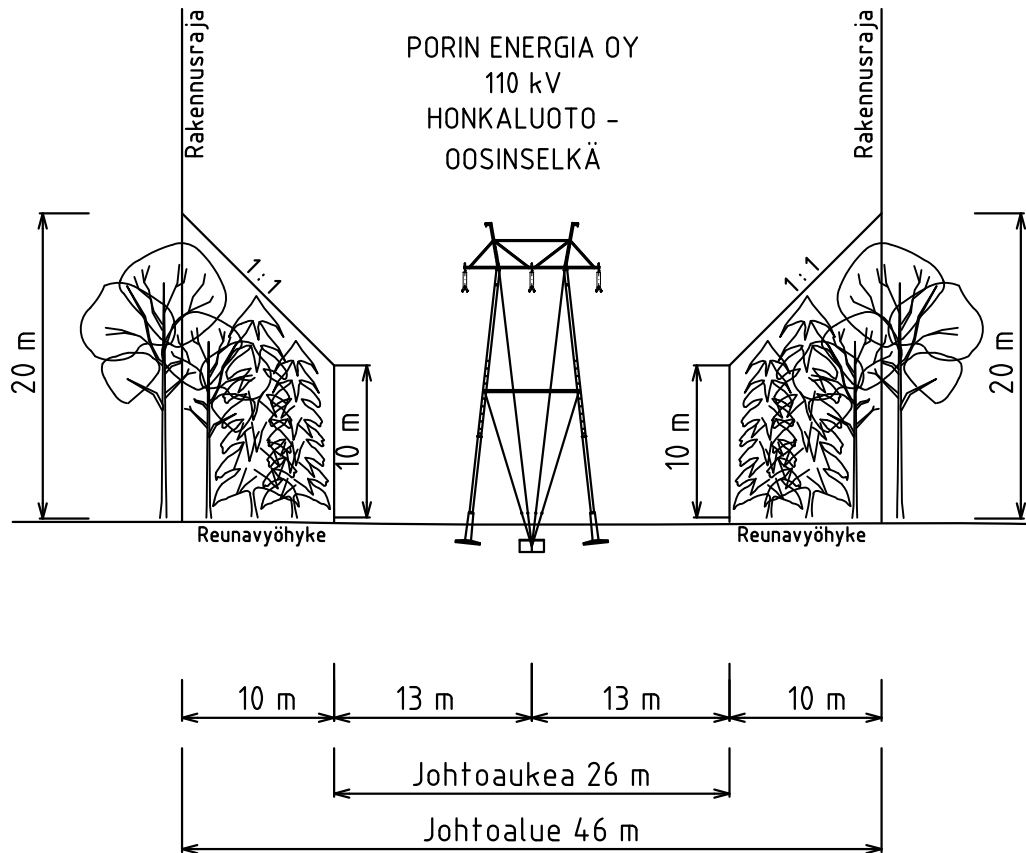 Rakennusraja
PORIN ENERGIA OY
110 kV
HONKALUOTO -
OOSINSELKÄ
Rakennusraja
1:1
1:1
20 m
10 m
10 m
20 m
Reunavyöhyke
Reunavyöhyke
10 m
13 m
13 m
10 m
Johtoaukea 26 m
Johtoalue 46 m